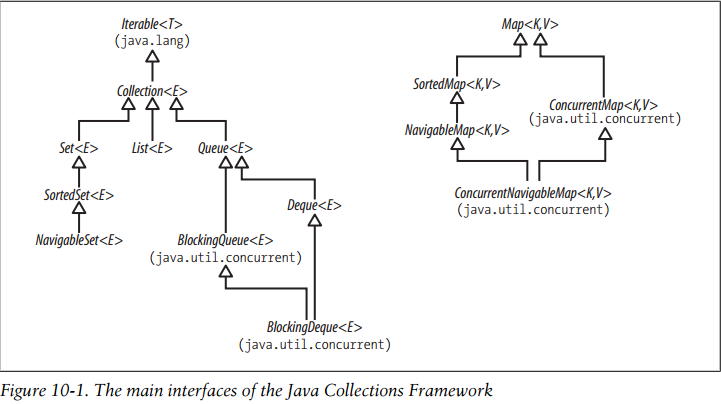 Iterable<T>
(java.lang)
Collection<E>
Set<E>
List<E>
Queue<E>
SortedSet<E>
Deque<E>
NavigableSet<E>
BlockingQueue<E>
(java.util.concurrent)
BlockingDeque<E>
(java.util.concurrent)
Map<K,V>
SortedMap<K,V>
ConcurrentMap<K,V>
(java.util.concurrent)
NavigableMap<K,V>
ConcurrentNavigableMap<K,V>
(java.util.concurrent)
Figure 10-1. The main interfaces of the Java Collections Framework